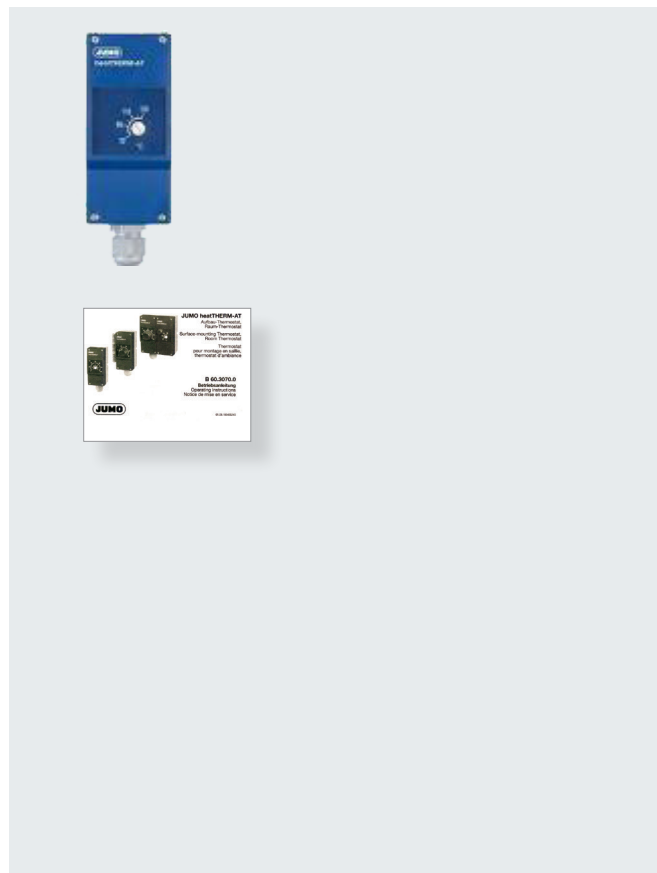 JUMO
heatTHERM-AT
°C
JUMO heatTHERM-AT
Aufbau-Thermostat,
Raum-Thermostat
Surface-mounting Thermostat,
Room Thermostat
Thermostat
pour montage en saillie,
thermostat d'ambiance
B 60.3070.0
Betriebsanleitung
Operating Instructions
Notice de mise en service
JUMO